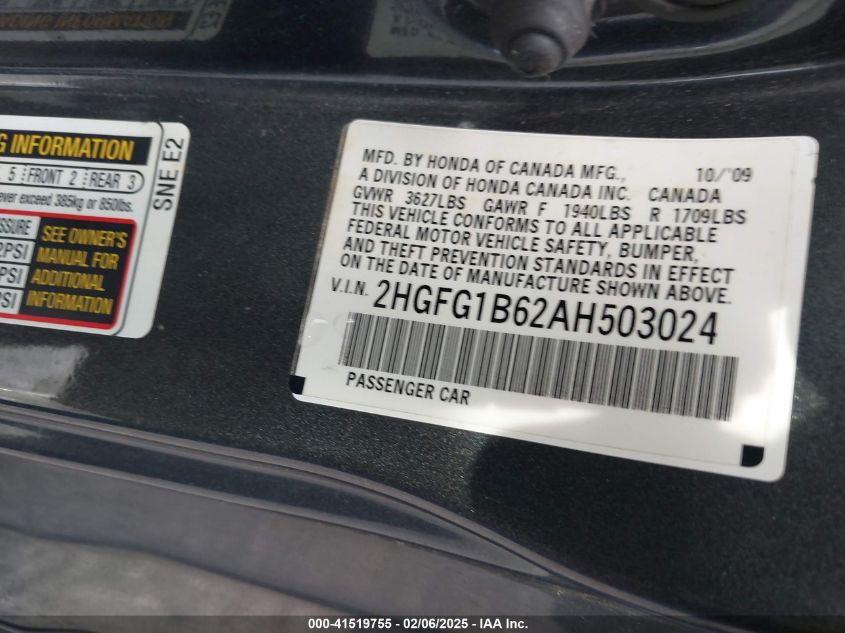 G INFORMATION
5 FRONT 2 REAR 3
ever exceed 385kg or 850lbs.
SSURE
2PSI
PSI
PSI
SEE OWNER'S
MANUAL FOR
ADDITIONAL
INFORMATION
SNE E2
MFD. BY HONDA OF CANADA MFG., 10/'09
A DIVISION OF HONDA CANADA INC. CANADA
GVWR 3627LBS GAWR F 1940LBS R 1709LBS
THIS VEHICLE CONFORMS TO ALL APPLICABLE
FEDERAL MOTOR VEHICLE SAFETY, BUMPER,
AND THEFT PREVENTION STANDARDS IN EFFECT
ON THE DATE OF MANUFACTURE SHOWN ABOVE.
V.I.N. 2HGFG1B62AH503024
PASSENGER CAR
000-41519755 - 02/06/2025 - IAA Inc.